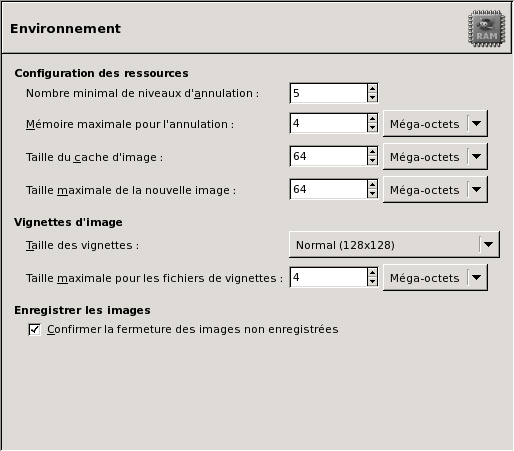 Environnement
RAM
Configuration des ressources
Nombre minimal de niveaux d'annulation : 5
Mémoire maximale pour l'annulation : 4 Méga-octets
Taille du cache d'image : 64 Méga-octets
Taille maximale de la nouvelle image : 64 Méga-octets
Vignettes d'image
Taille des vignettes : Normal (128x128)
Taille maximale pour les fichiers de vignettes : 4 Méga-octets
Enregistrer les images
Confirmer la fermeture des images non enregistrées